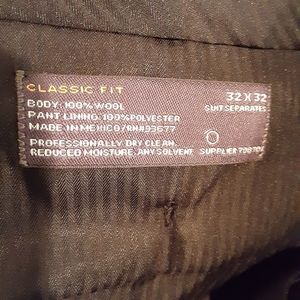 CLASSIC FIT 32 X 32
BODY: 100% WOOL SUIT SEPARATES
PANT LINING: 100% POLYESTER
MADE IN MEXICO/RN#93677
PROFESSIONALLY DRY CLEAN
REDUCED MOISTURE, ANY SOLVENT SUPPLIER